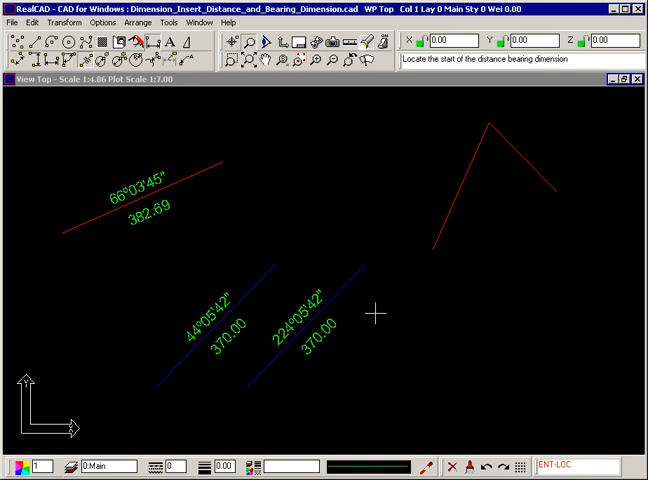 RealCAD - CAD for Windows : Dimension_Insert_Distance_and_Bearing_Dimension.cad WP Top Col 1 Lay 0 Main Sty 0 Wei 0.00
File Edit Transform Options Arrange Tools Window Help
X 0.00 Y 0.00 Z 0.00
Locate the start of the distance bearing dimension
View Top - Scale 1:4.86 Plot Scale 1:7.00
66°03'45"
382.69
44°05'42"
370.00
224°05'42"
370.00
Y
X
1 0:Main 0 0.00 ENT-LOC